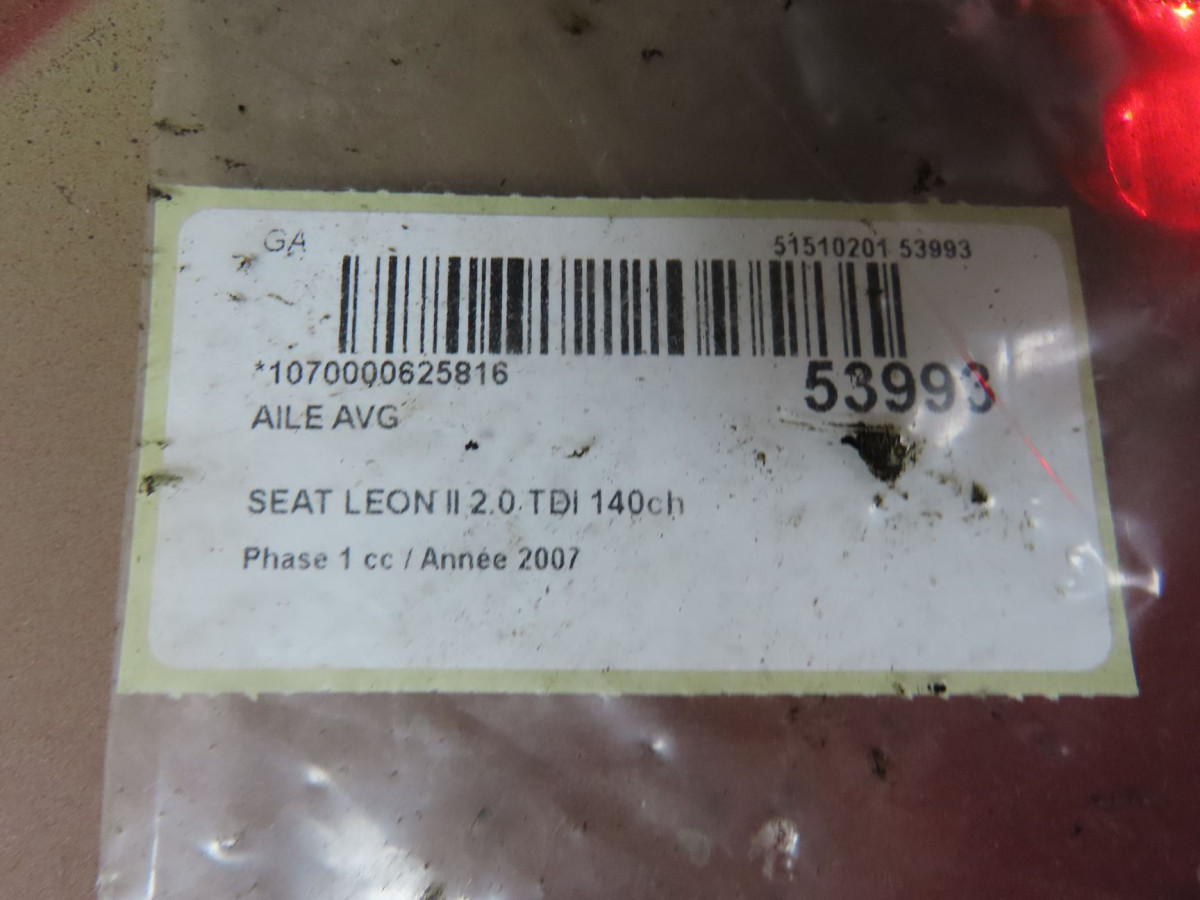 GA 51510201 53993
*1070000625816 53993
AILE AVG
SEAT LEON II 2.0 TDI 140ch
Phase 1 cc / Année 2007